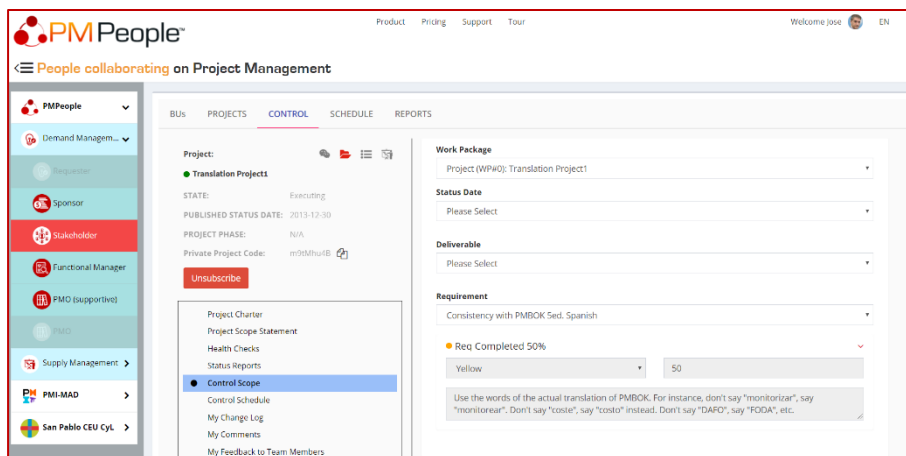 PMPeople™
Product Pricing Support Tour
Welcome Jose EN
People collaborating on Project Management
PMPeople
Demand Managem...
Requester
Sponsor
Stakeholder
Functional Manager
PMO (supportive)
PMO
Supply Management
PMI-MAD
San Pablo CEU CyL
BUs PROJECTS CONTROL SCHEDULE REPORTS
Project:
Translation Project1
STATE: Executing
PUBLISHED STATUS DATE: 2013-12-30
PROJECT PHASE: N/A
Private Project Code: m9tMhu4B
Unsubscribe
Project Charter
Project Scope Statement
Health Checks
Status Reports
Control Scope
Control Schedule
My Change Log
My Comments
My Feedback to Team Members
Work Package
Project (WP#0): Translation Project1
Status Date
Please Select
Deliverable
Please Select
Requirement
Consistency with PMBOK 5ed. Spanish
Req Completed 50%
Yellow 50
Use the words of the actual translation of PMBOK. For instance, don't say "monitorizar", say
"monitorear". Don't say "coste", say "costo" instead. Don't say "DAFO", say "FODA", etc.